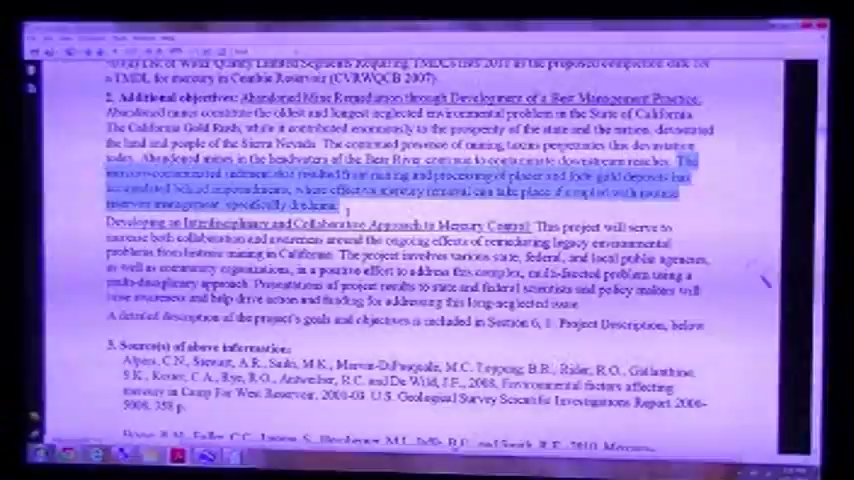 303(d) List of Water Quality Limited Segments Requiring TMDLs lists 2011 as the proposed completion date for
a TMDL for mercury in Combie Reservoir (CVRWQCB 2007).
2. Additional objectives: Abandoned Mine Remediation through Development of a Best Management Practice.
Abandoned mines constitute the oldest and longest neglected environmental problem in the State of California.
The California Gold Rush, while it contributed enormously to the prosperity of the state and the nation, devastated
the land and people of the Sierra Nevada. The continued presence of mining toxins perpetuates this devastation
today. Abandoned mines in the headwaters of the Bear River continue to contaminate downstream reaches. The
mercury-contaminated sediment that resulted from mining and processing of placer and lode gold deposits has
accumulated behind impoundments, where effective mercury removal can take place if coupled with routine
reservoir management, specifically dredging.
Developing an Interdisciplinary and Collaborative Approach to Mercury Control: This project will serve to
increase both collaboration and awareness around the ongoing effects of remediating legacy environmental
problems from historic mining in California. The project involves various state, federal, and local public agencies,
as well as community organizations, in a positive effort to address this complex, multi-faceted problem using a
multi-disciplinary approach. Presentations of project results to state and federal scientists and policy makers will
raise awareness and help drive action and funding for addressing this long-neglected issue.
A detailed description of the project's goals and objectives is included in Section 6, 1. Project Description, below
3. Source(s) of above information:
Alpers, C.N., Stewart, A.R., Saiki, M.K., Marvin-DiPasquale, M.C., Topping, B.R., Rider, K.O., Gallanthine,
S.K., Kester, C.A., Rye, R.O., Antweiler, R.C. and De Wild, J.F., 2008, Environmental factors affecting
mercury in Camp Far West Reservoir, 2001-03. U.S. Geological Survey Scientific Investigations Report 2006-
5008, 358 p.